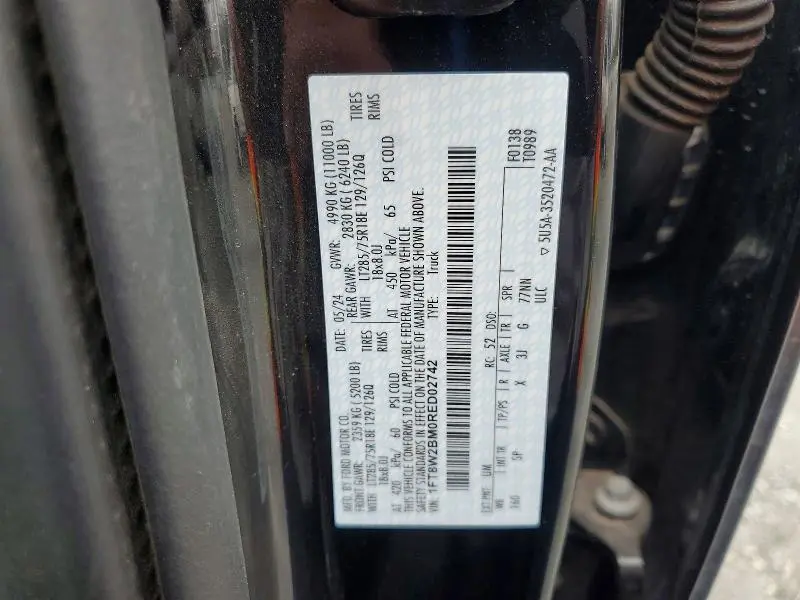 MFD. BY FORD MOTOR CO.
DATE: 05/24 GVWR: 4990 KG (11000 LB)
FRONT GAWR: 2359 KG (5200 LB) REAR GAWR: 2830 KG (6240 LB)
WITH LT285/75R18E 129/126Q TIRES WITH LT285/75R18E 129/126Q TIRES
18x8.0J RIMS 18x8.0J RIMS
AT 420 kPa/ 60 PSI COLD AT 450 kPa/ 65 PSI COLD
THIS VEHICLE CONFORMS TO ALL APPLICABLE FEDERAL MOTOR VEHICLE
SAFETY STANDARDS IN EFFECT ON THE DATE OF MANUFACTURE SHOWN ABOVE.
VIN: 1FT8W2BM0RED02742 TYPE: Truck
F0138
T0989
EXT PNT: UM RC: 52 DSO:
WB INT TR TP/PS R AXLE TR SPR
160 SP X 3J G 77NN
ULC
5U5A-3520472-AA